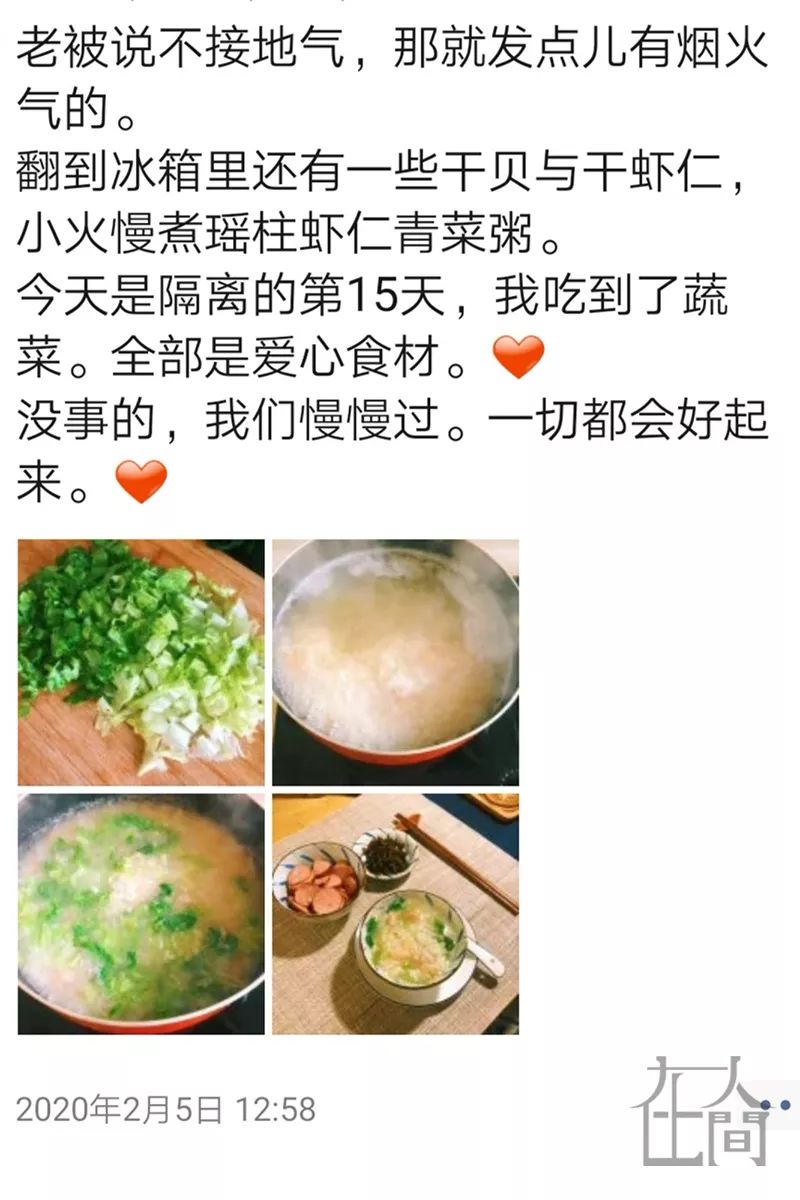 老被说不接地气，那就发点儿有烟火
气的。
翻到冰箱里还有一些干贝与干虾仁，
小火慢煮瑶柱虾仁青菜粥。
今天是隔离的第15天，我吃到了蔬
菜。全部是爱心食材。❤️
没事的，我们慢慢过。一切都会好起
来。❤️
2020年2月5日 12:58
在人間